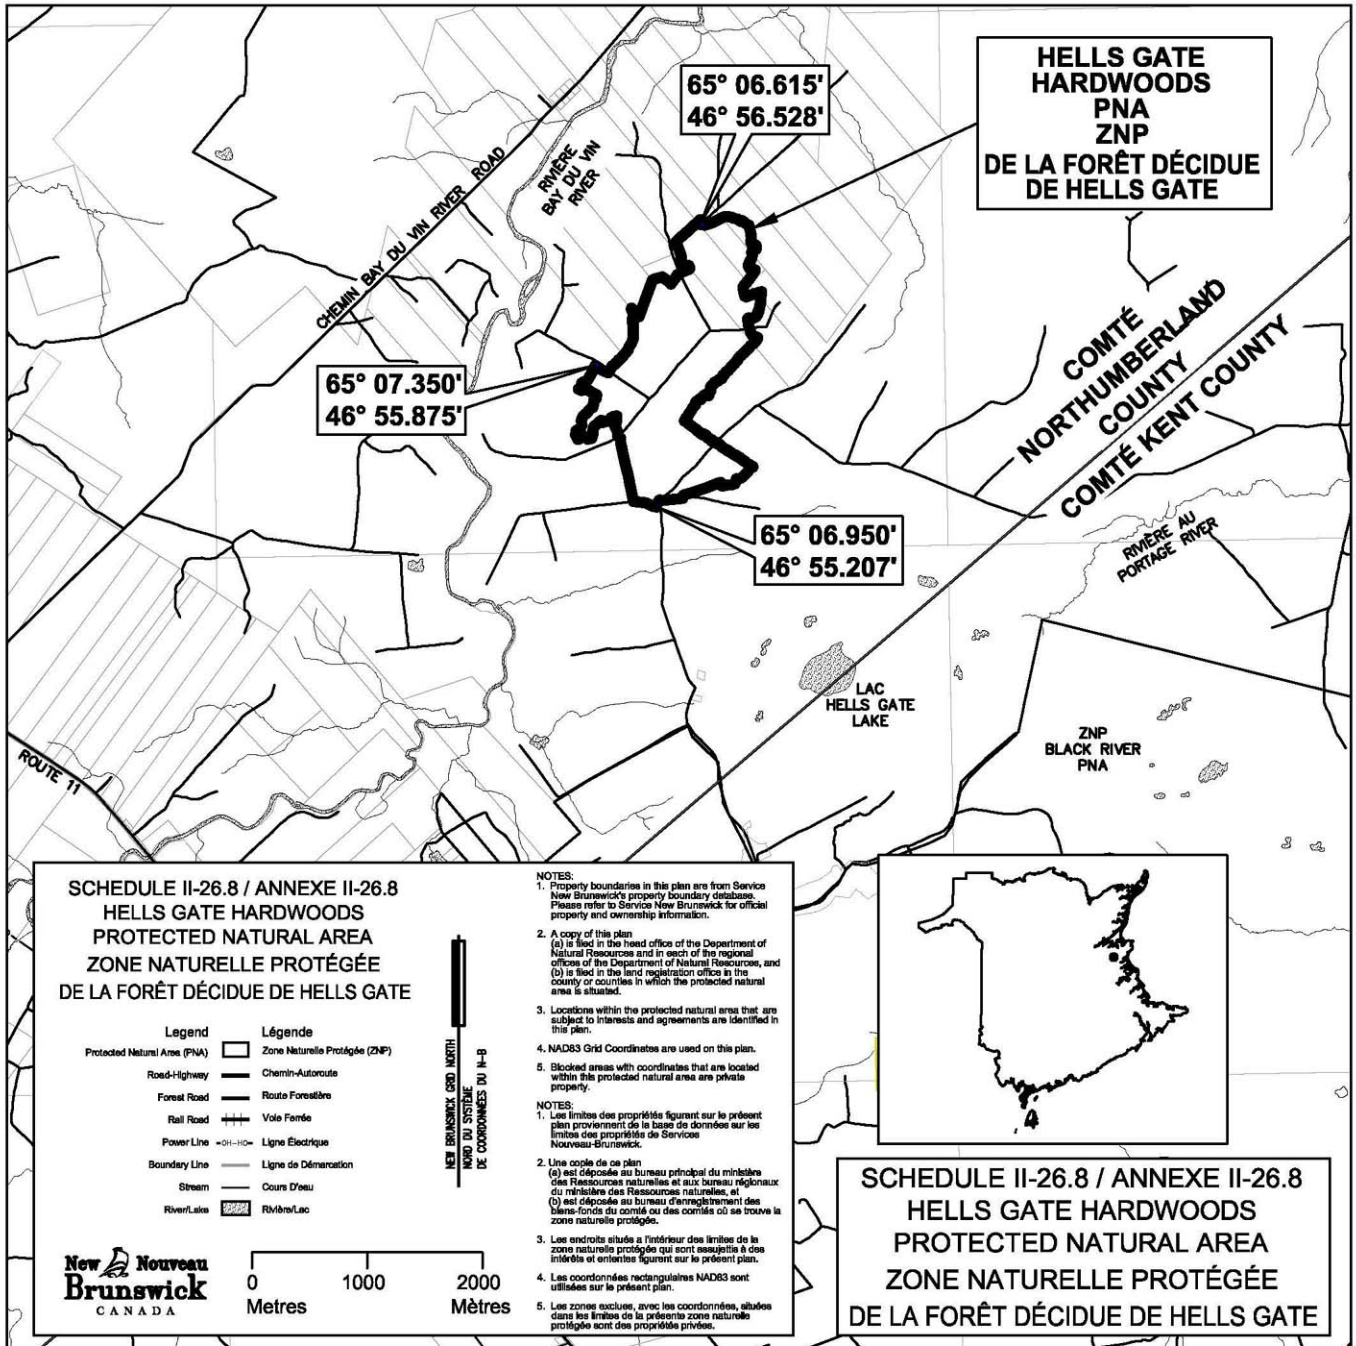 65° 06.615'
46° 56.528'
HELLS GATE
HARDWOODS
PNA
ZNP
DE LA FORÊT DÉCIDUE
DE HELLS GATE
RIVIÈRE
BAY DU VIN
RIVER
CHEMIN BAY DU VIN RIVER ROAD
65° 07.350'
46° 55.875'
COMTÉ
NORTHUMBERLAND
COUNTY
COMTÉ KENT COUNTY
65° 06.950'
46° 55.207'
RIVIÈRE AU
PORTAGE RIVER
LAC
HELLS GATE
LAKE
ZNP
BLACK RIVER
PNA
ROUTE 11
SCHEDULE II-26.8 / ANNEXE II-26.8
HELLS GATE HARDWOODS
PROTECTED NATURAL AREA
ZONE NATURELLE PROTÉGÉE
DE LA FORÊT DÉCIDUE DE HELLS GATE
Legend Légende
Protected Natural Area (PNA) Zone Naturelle Protégée (ZNP)
Road-Highway Chemin-Autoroute
Forest Road Route Forestière
Rail Road Voie Ferrée
Power Line -OH-HO- Ligne Électrique
Boundary Line Ligne de Démarcation
Stream Cours D'eau
River/Lake Rivière/Lac
NEW BRUNSWICK GRID NORTH
NORD DU SYSTÈME
DE COORDONNÉES DU N-B
New Nouveau
Brunswick
CANADA
0 1000 2000
Metres Mètres
NOTES:
1. Property boundaries in this plan are from Service
New Brunswick's property boundary database.
Please refer to Service New Brunswick for official
property and ownership information.
2. A copy of this plan
(a) is filed in the head office of the Department of
Natural Resources and in each of the regional
offices of the Department of Natural Resources, and
(b) is filed in the land registration office in the
county or counties in which the protected natural
area is situated.
3. Locations within the protected natural area that are
subject to interests and agreements are identified in
this plan.
4. NAD83 Grid Coordinates are used on this plan.
5. Blocked areas with coordinates that are located
within this protected natural area are private
property.
NOTES:
1. Les limites des propriétés figurant sur le présent
plan proviennent de la base de données sur les
limites des propriétés de Services
Nouveau-Brunswick.
2. Une copie de ce plan
(a) est déposée au bureau principal du ministère
des Ressources naturelles et aux bureau régionaux
du ministère des Ressources naturelles, et
(b) est déposée au bureau d'enregistrement des
biens-fonds du comté ou des comtés où se trouve la
zone naturelle protégée.
3. Les endroits situés a l'intérieur des limites de la
zone naturelle protégée qui sont assujettis à des
intérêts et ententes figurent sur le présent plan.
4. Les coordonnées rectangulaires NAD83 sont
utilisées sur le présent plan.
5. Les zones exclues, avec les coordonnées, situées
dans les limites de la présente zone naturelle
protégée sont des propriétés privées.
SCHEDULE II-26.8 / ANNEXE II-26.8
HELLS GATE HARDWOODS
PROTECTED NATURAL AREA
ZONE NATURELLE PROTÉGÉE
DE LA FORÊT DÉCIDUE DE HELLS GATE